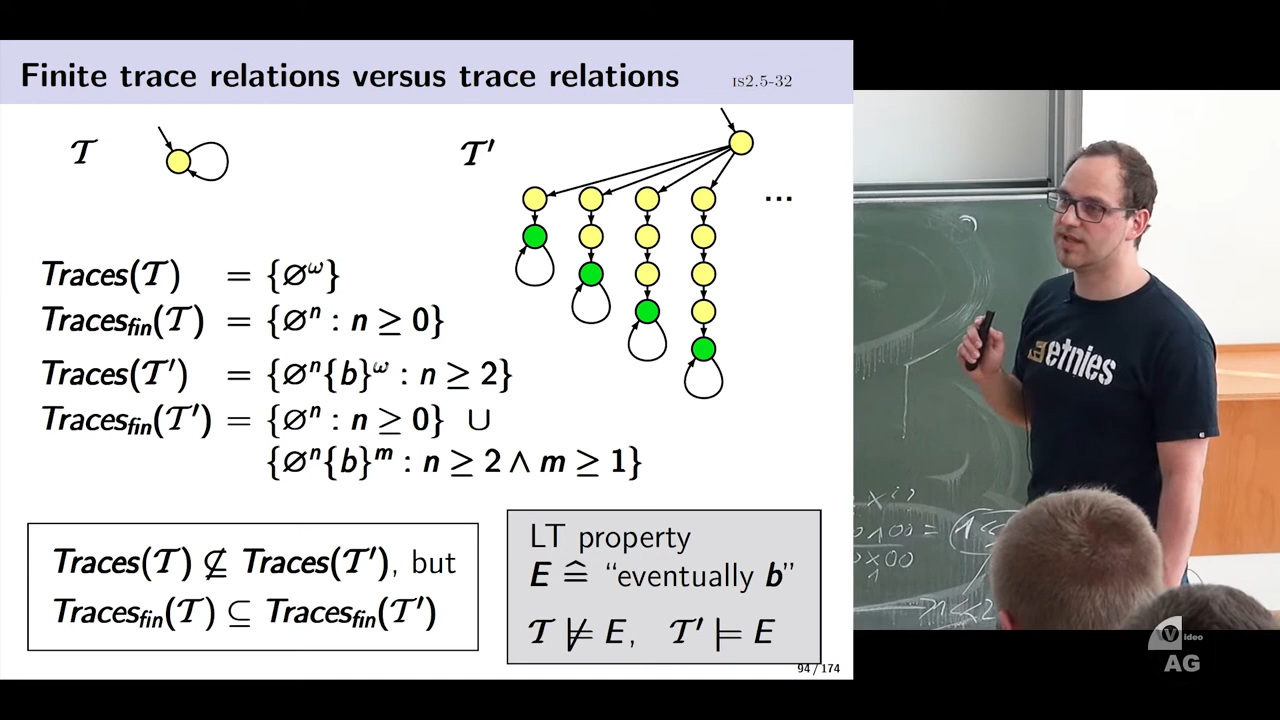 Finite trace relations versus trace relations IS2.5-32
𝒯 𝒯′
...
Traces(𝒯) = {∅^ω}
Traces_fin(𝒯) = {∅^n : n ≥ 0}
Traces(𝒯′) = {∅^n{b}^ω : n ≥ 2}
Traces_fin(𝒯′) = {∅^n : n ≥ 0} ∪
{∅^n{b}^m : n ≥ 2 ∧ m ≥ 1}
Traces(𝒯) ⊈ Traces(𝒯′), but
Traces_fin(𝒯) ⊆ Traces_fin(𝒯′)
LT property
E ≙ “eventually b”
𝒯 ⊭ E, 𝒯′ ⊨ E
94 / 174
etnies
Video
AG